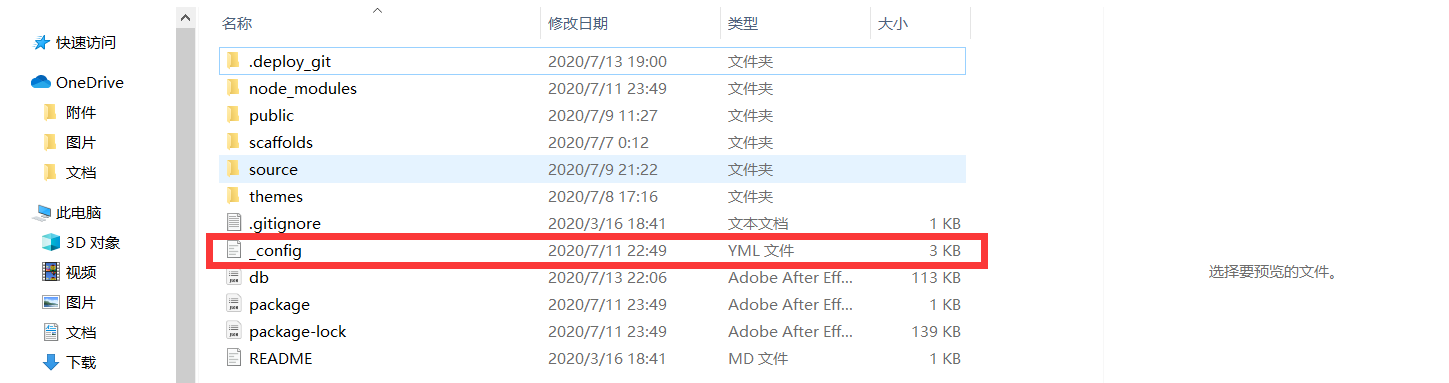 快速访问
OneDrive
附件
图片
文档
此电脑
3D 对象
视频
图片
文档
下载
名称 修改日期 类型 大小
.deploy_git 2020/7/13 19:00 文件夹
node_modules 2020/7/11 23:49 文件夹
public 2020/7/9 11:27 文件夹
scaffolds 2020/7/7 0:12 文件夹
source 2020/7/9 21:22 文件夹
themes 2020/7/8 17:16 文件夹
.gitignore 2020/3/16 18:41 文本文档 1 KB
_config 2020/7/11 22:49 YML 文件 3 KB
db 2020/7/13 22:06 Adobe After Eff... 113 KB
package 2020/7/11 23:49 Adobe After Eff... 1 KB
package-lock 2020/7/11 23:49 Adobe After Eff... 139 KB
README 2020/3/16 18:41 MD 文件 1 KB
选择要预览的文件。